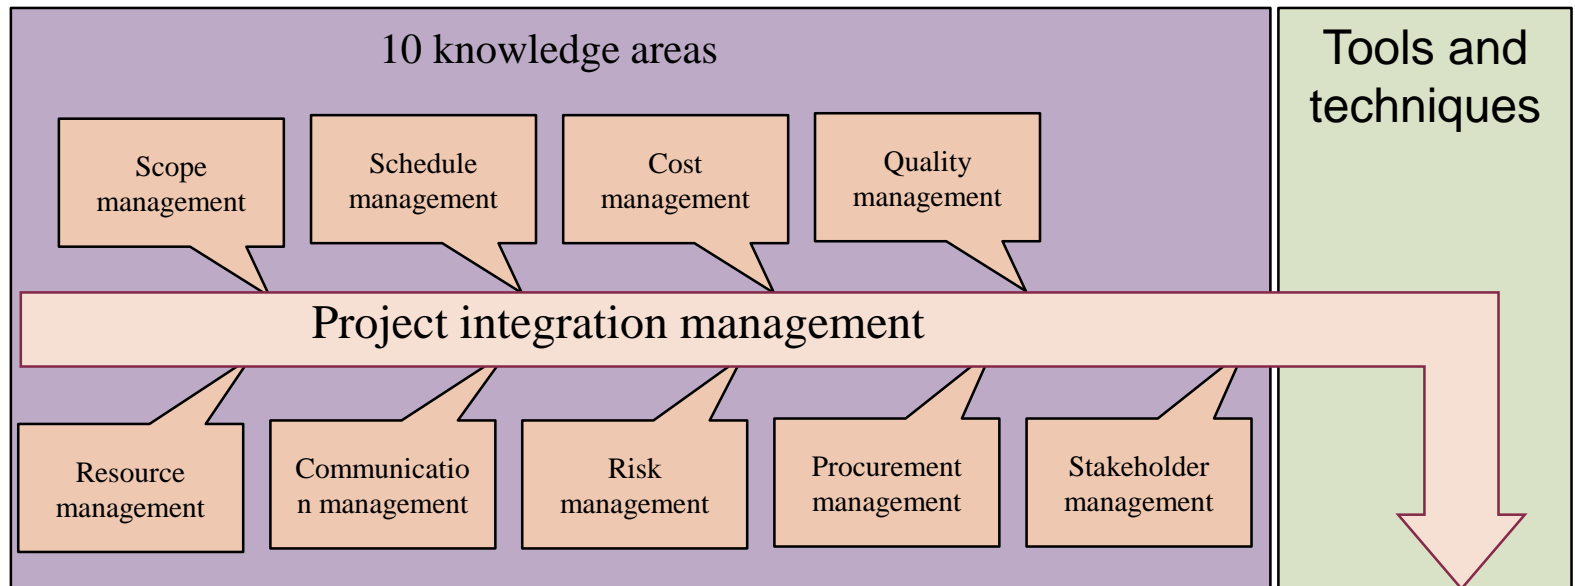 10 knowledge areas
Tools and
techniques
Scope
management
Schedule
management
Cost
management
Quality
management
Project integration management
Resource
management
Communicatio
n management
Risk
management
Procurement
management
Stakeholder
management